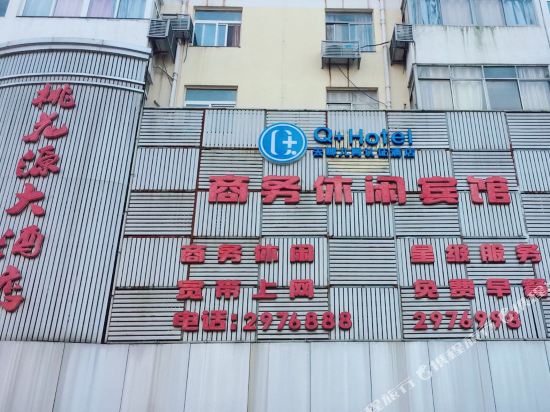 桃花源大酒店
Q+Hotel
商务休闲宾馆
商务休闲 星级服务
宽带上网 免费早餐
电话:2976888 2976998